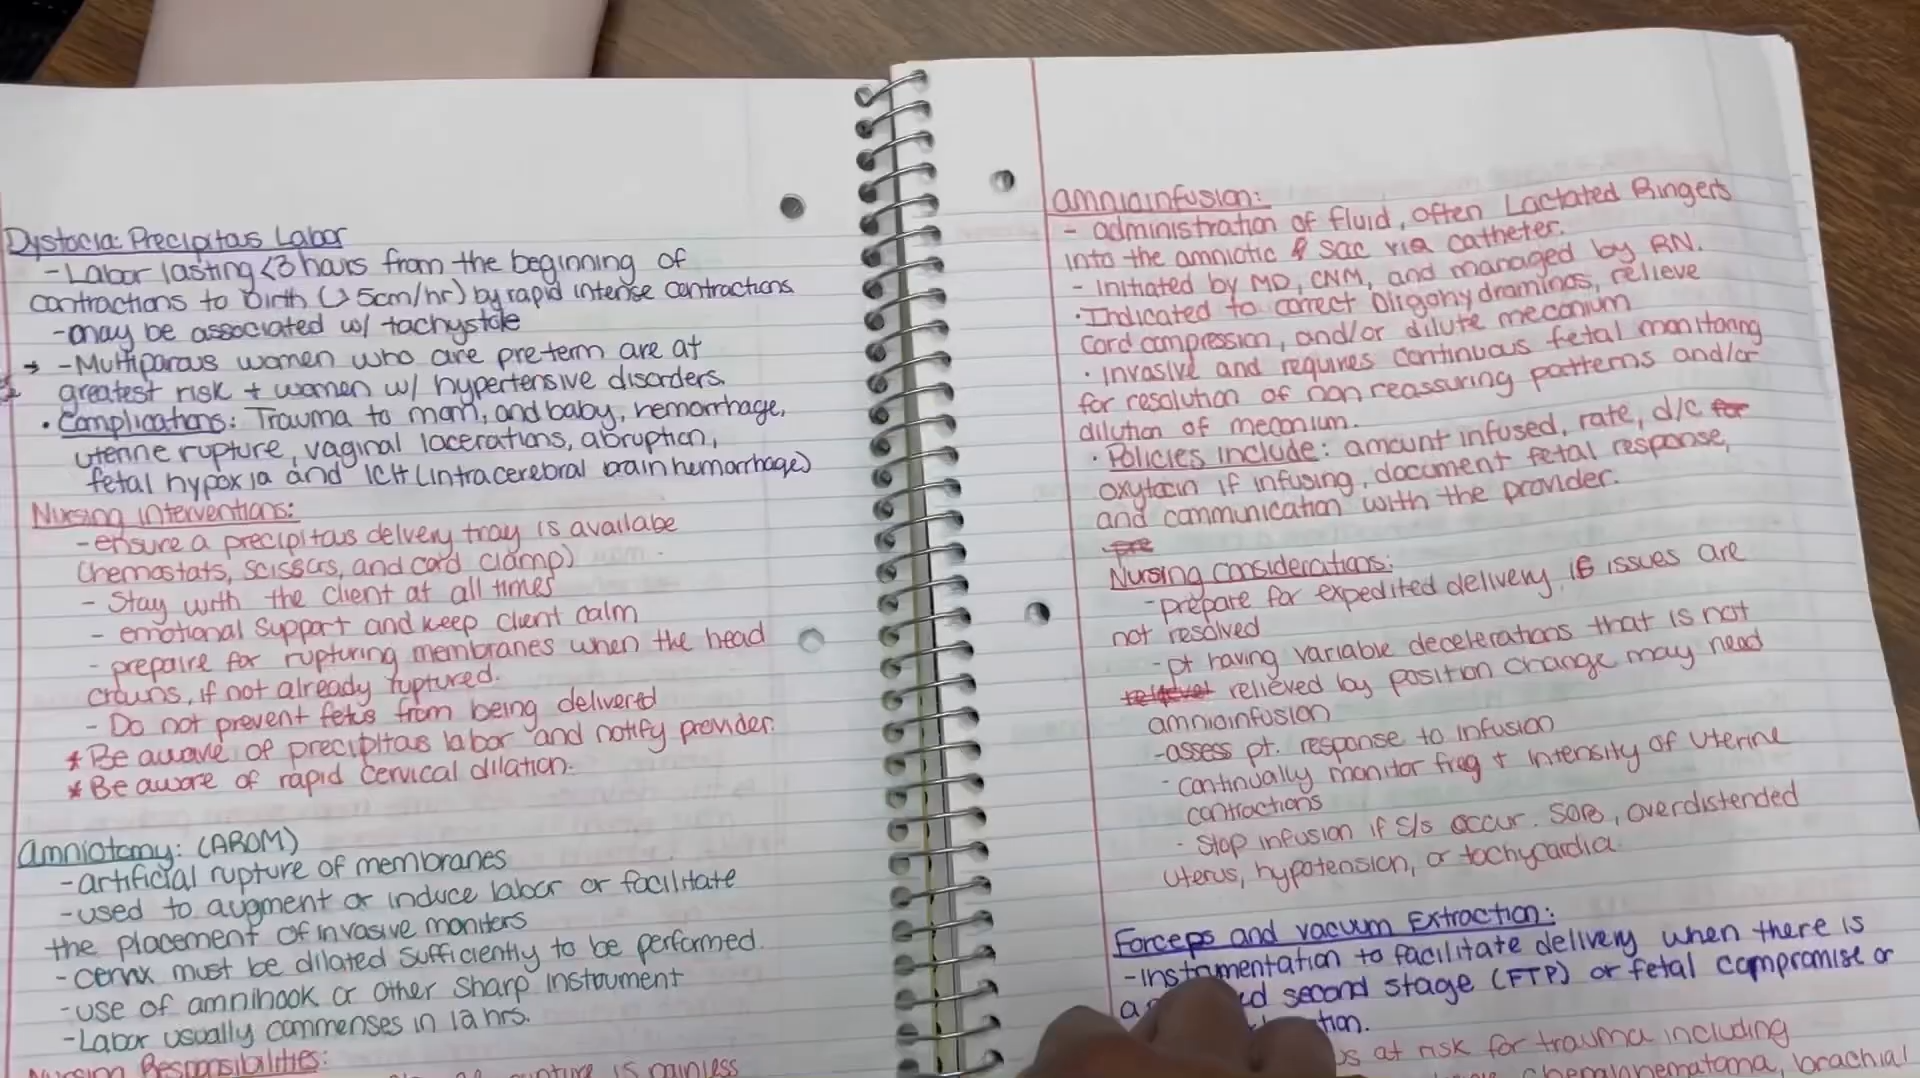 Dystocia: Precipitous Labor
- Labor lasting <3 hours from the beginning of
contractions to birth (>5cm/hr) by rapid intense contractions
- may be associated w/ tachystole
→ - Multiparous women who are preterm are at
greatest risk + women w/ hypertensive disorders.
• Complications: Trauma to mom, and baby, hemorrhage,
uterine rupture, vaginal lacerations, abruption,
fetal hypoxia and ICH (intracerebral brain hemorrhage)
Nursing interventions:
- ensure a precipitous delivery tray is availabe
(hemostats, scissors, and cord clamp)
- Stay with the client at all times
- emotional support and keep client calm
- prepaire for rupturing membranes when the head
crowns, if not already ruptured.
- Do not prevent fetus from being delivered
* Be aware of precipitous labor and notify provider.
* Be aware of rapid cervical dilation.
Amniotomy: (AROM)
- artificial rupture of membranes
- used to augment or induce labor or facilitate
the placement of invasive moniters
- cervix must be dilated sufficiently to be performed.
- use of amnihook or other sharp instrument
- Labor usually commenses in 12 hrs.
Nursing Responsibilities:
rupture is painless
amnioinfusion:
- administration of fluid, often Lactated Ringers
into the amniotic sac via catheter.
- initiated by MD, CNM, and managed by RN.
• Indicated to correct Oligohydraminos, relieve
cord compression, and/or dilute meconium
• invasive and requires continuous fetal monitoring
for resolution of non reassuring patterns and/or
dilution of meconium.
• Policies include: amount infused, rate, d/c for
oxytocin if infusing, document fetal response,
and communication with the provider.
pre
Nursing considerations:
- prepare for expedited delivery if issues are
not resolved
- pt having variable decelerations that is not
relieved by position change may need
amnioinfusion
- assess pt. response to infusion
- continually monitor freq + intensity of uterine
contractions
- Stop infusion if s/s occur. SOB, overdistended
uterus, hypotension, or tachycardia.
Forceps and vacuum Extraction:
- instrumentation to facilitate delivery when there is
second stage (FTP) or fetal compromise or
at risk for trauma including
brachial